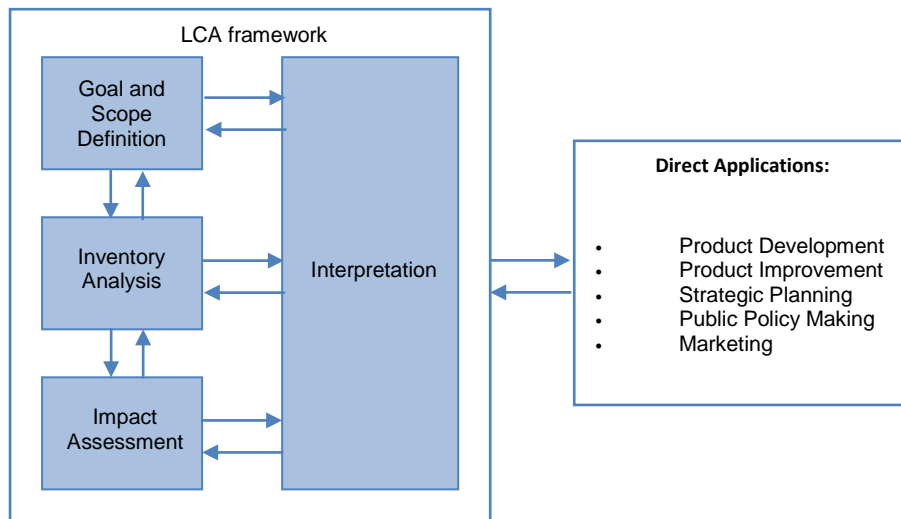 LCA framework
Goal and
Scope
Definition
Inventory
Analysis
Impact
Assessment
Interpretation
Direct Applications:
• Product Development
• Product Improvement
• Strategic Planning
• Public Policy Making
• Marketing